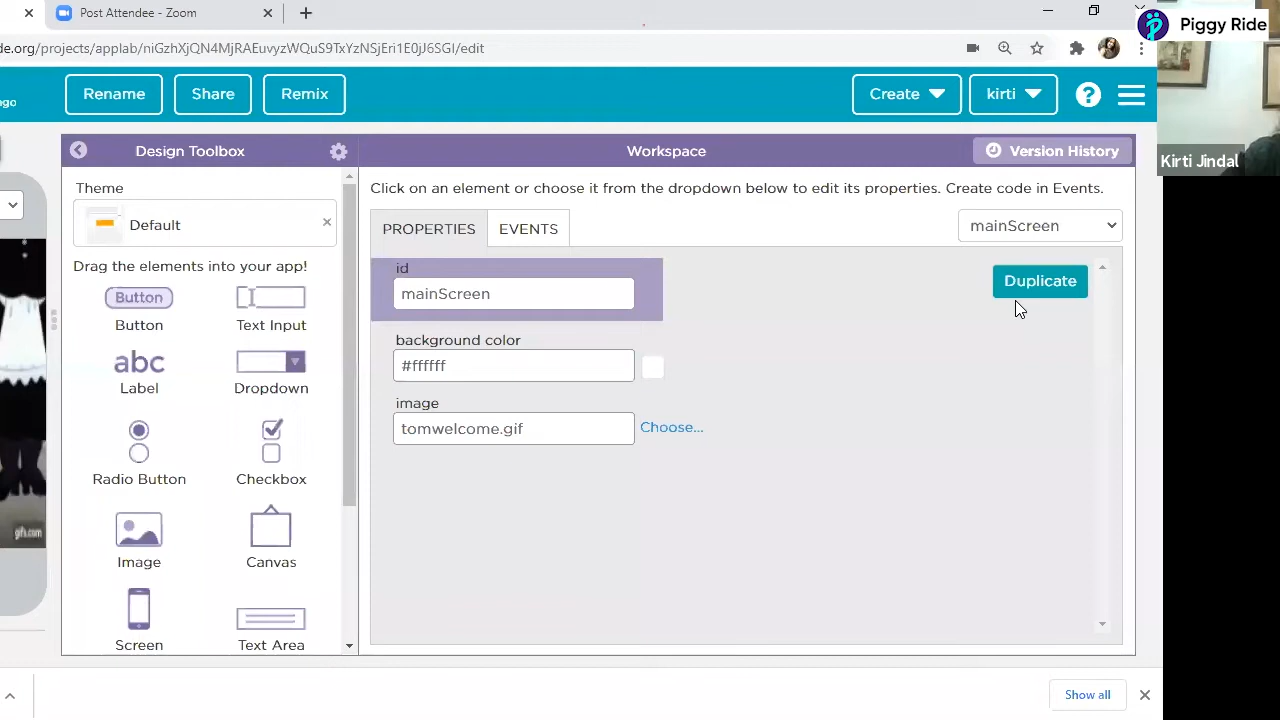 Post Attendee - Zoom
Piggy Ride
de.org/projects/applab/niGzhXjQN4MjRAEuvyzWQuS9TxYzNSjEri1E0jJ6SGI/edit
ago
Rename
Share
Remix
Create
kirti
Kirti Jindal
Design Toolbox
Workspace
Version History
Theme
Default
Drag the elements into your app!
Button
Button
Text Input
abc
Label
Dropdown
Radio Button
Checkbox
Image
Canvas
Screen
Text Area
Click on an element or choose it from the dropdown below to edit its properties. Create code in Events.
PROPERTIES
EVENTS
mainScreen
id
mainScreen
Duplicate
background color
#ffffff
image
tomwelcome.gif
Choose...
gifs.com
Show all